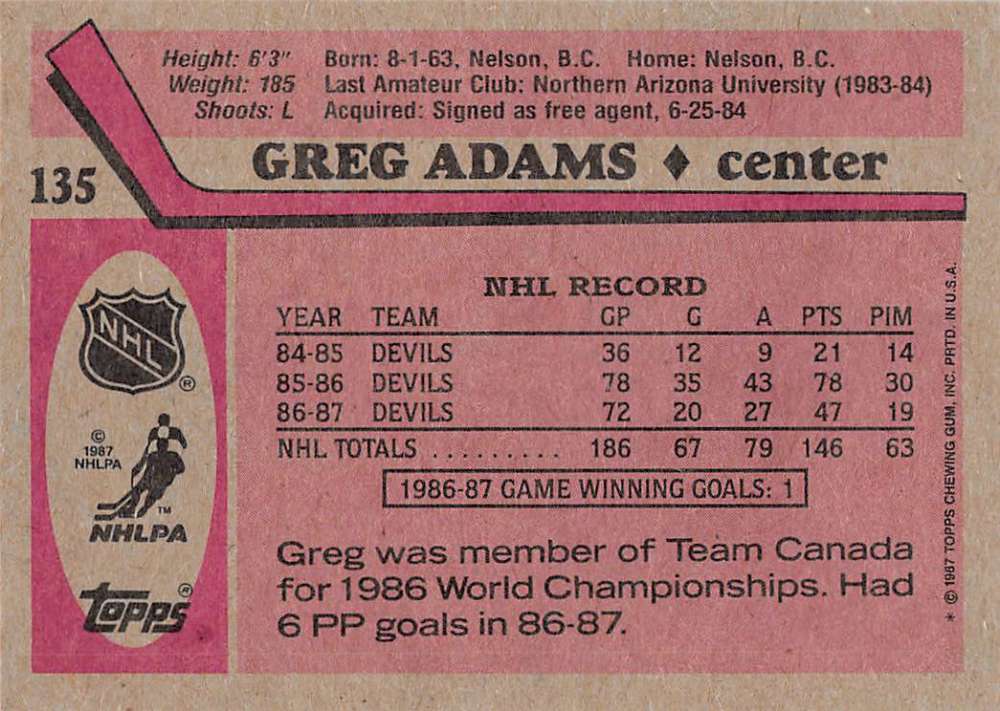 Height: 6'3" Born: 8-1-63, Nelson, B.C. Home: Nelson, B.C.
Weight: 185 Last Amateur Club: Northern Arizona University (1983-84)
Shoots: L Acquired: Signed as free agent, 6-25-84
135 GREG ADAMS ♦ center
NHL RECORD
YEAR TEAM GP G A PTS PIM
84-85 DEVILS 36 12 9 21 14
85-86 DEVILS 78 35 43 78 30
86-87 DEVILS 72 20 27 47 19
NHL TOTALS .......... 186 67 79 146 63
1986-87 GAME WINNING GOALS: 1
Greg was member of Team Canada
for 1986 World Championships. Had
6 PP goals in 86-87.
NHL
®
©
1987
NHLPA
TM
NHLPA
topps®
* © 1987 TOPPS CHEWING GUM, INC. PRTD. IN U.S.A.